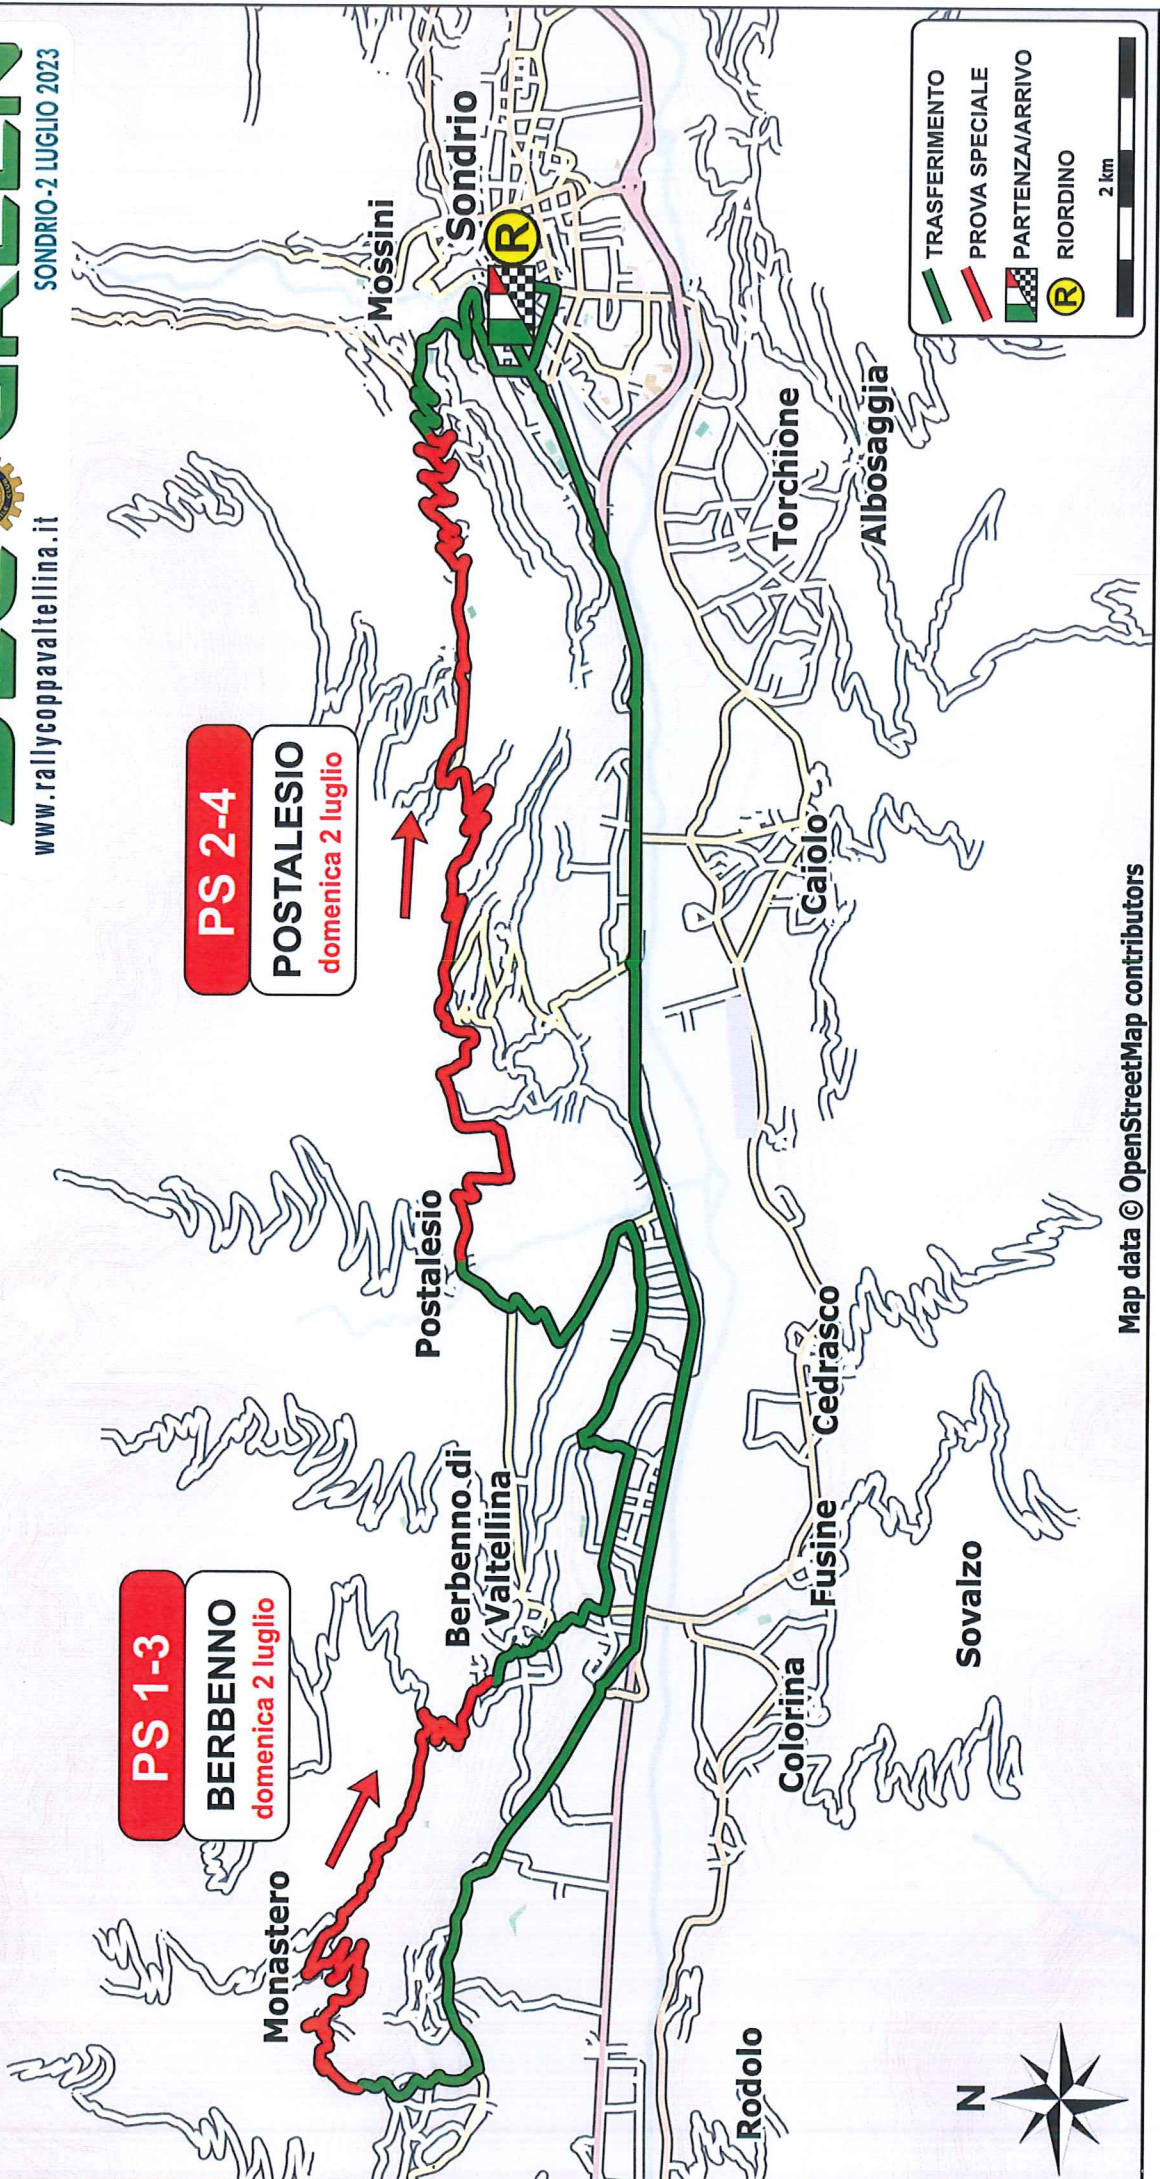 SONDRIO-2 LUGLIO 2023
www.rallycoppavaltellina.it
PS 1-3
BERBENNO
domenica 2 luglio
PS 2-4
POSTALESIO
domenica 2 luglio
Monastero
Berbenno di
Valtellina
Postalesio
Mossini
Sondrio
R
Rodolo
Colorina
Sovalzo
Fusine
Cedrasco
Caiolo
Torchione
Albosaggia
N
TRASFERIMENTO
PROVA SPECIALE
PARTENZA/ARRIVO
R
RIORDINO
2 km
Map data © OpenStreetMap contributors